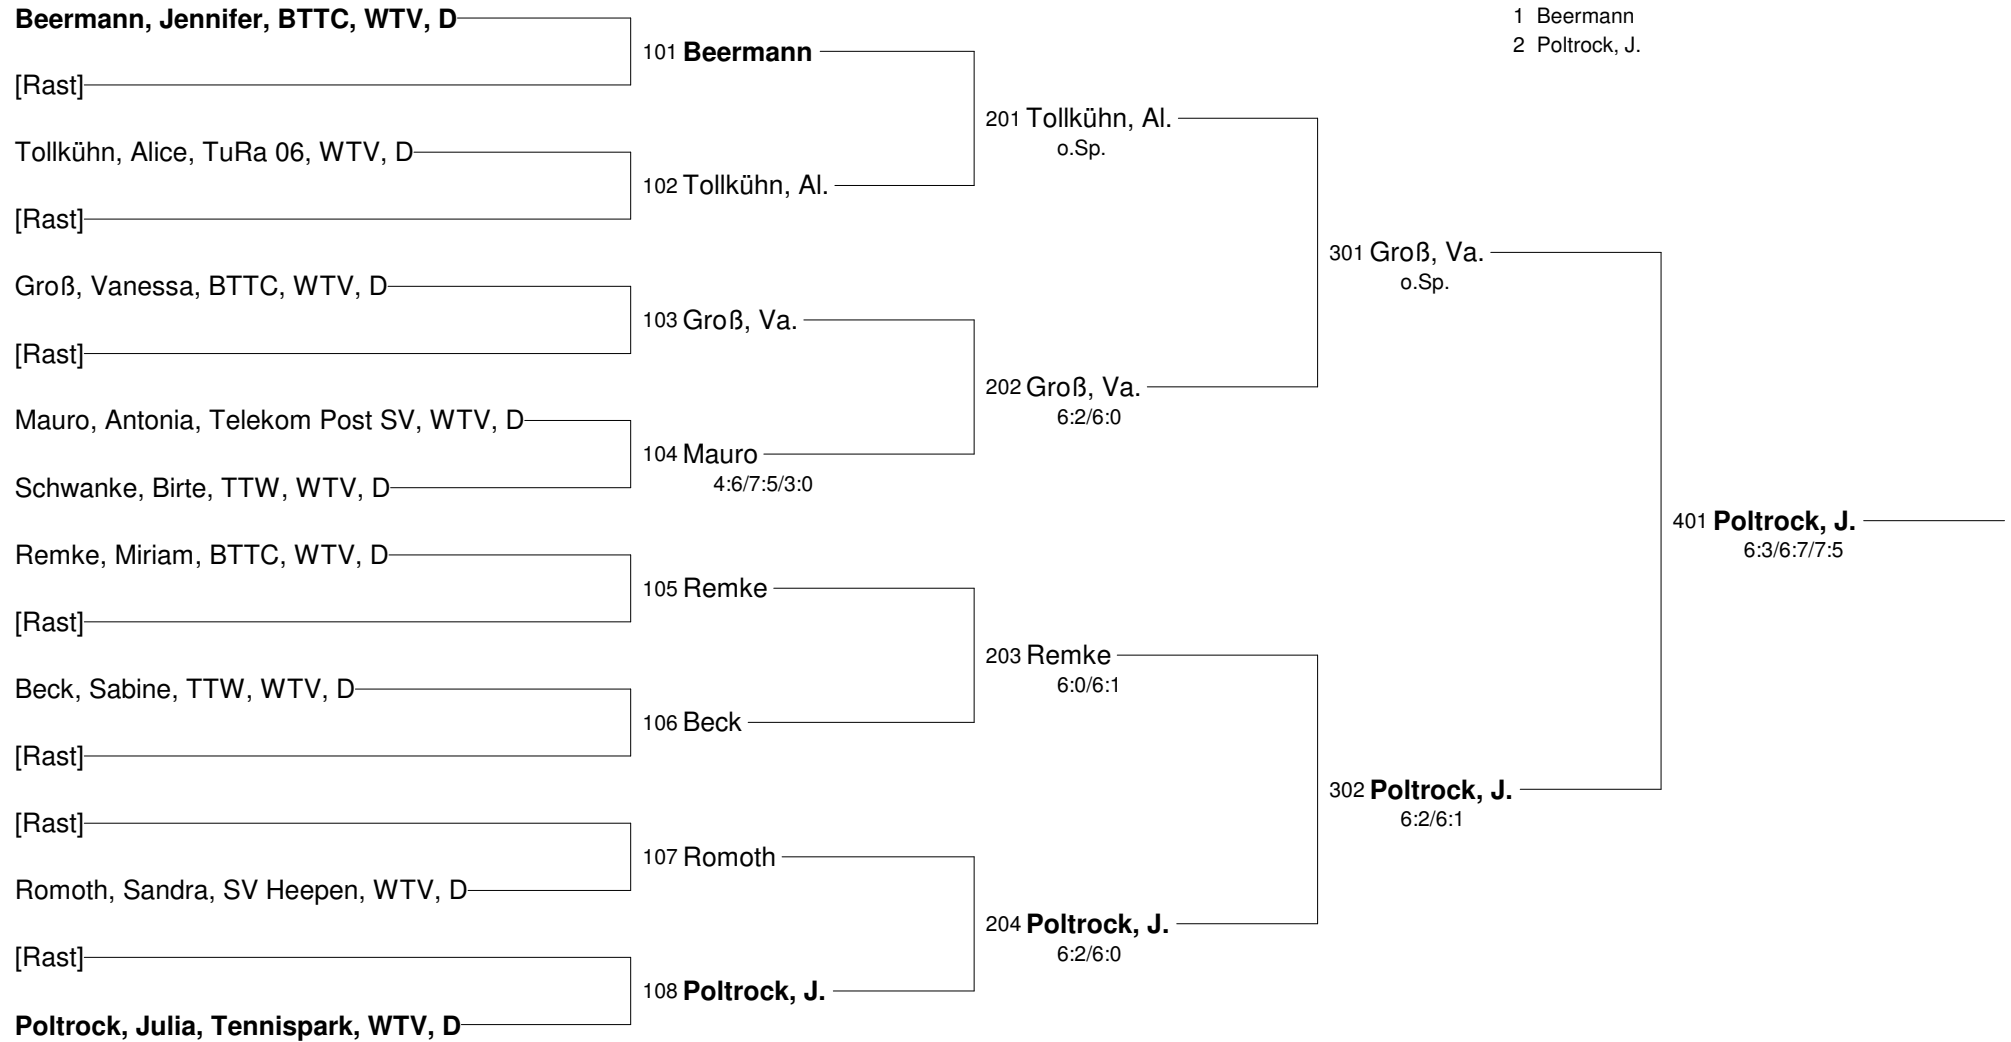 Beermann, Jennifer, BTTC, WTV, D
[Rast]
Tollkühn, Alice, TuRa 06, WTV, D
[Rast]
Groß, Vanessa, BTTC, WTV, D
[Rast]
Mauro, Antonia, Telekom Post SV, WTV, D
Schwanke, Birte, TTW, WTV, D
Remke, Miriam, BTTC, WTV, D
[Rast]
Beck, Sabine, TTW, WTV, D
[Rast]
[Rast]
Romoth, Sandra, SV Heepen, WTV, D
[Rast]
Poltrock, Julia, Tennispark, WTV, D
101 Beermann
102 Tollkühn, Al.
103 Groß, Va.
104 Mauro
4:6/7:5/3:0
105 Remke
106 Beck
107 Romoth
108 Poltrock, J.
201 Tollkühn, Al.
o.Sp.
202 Groß, Va.
6:2/6:0
203 Remke
6:0/6:1
204 Poltrock, J.
6:2/6:0
301 Groß, Va.
o.Sp.
302 Poltrock, J.
6:2/6:1
401 Poltrock, J.
6:3/6:7/7:5
1 Beermann
2 Poltrock, J.